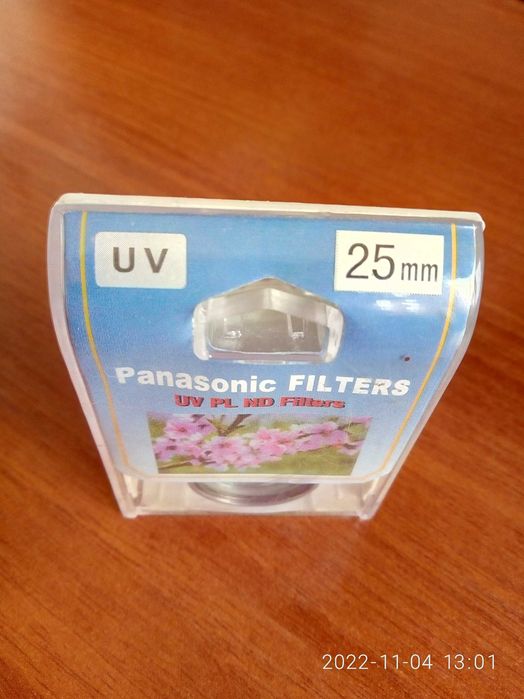 UV
25mm
Panasonic FILTERS
UV PL ND Filters
2022-11-04 13:01